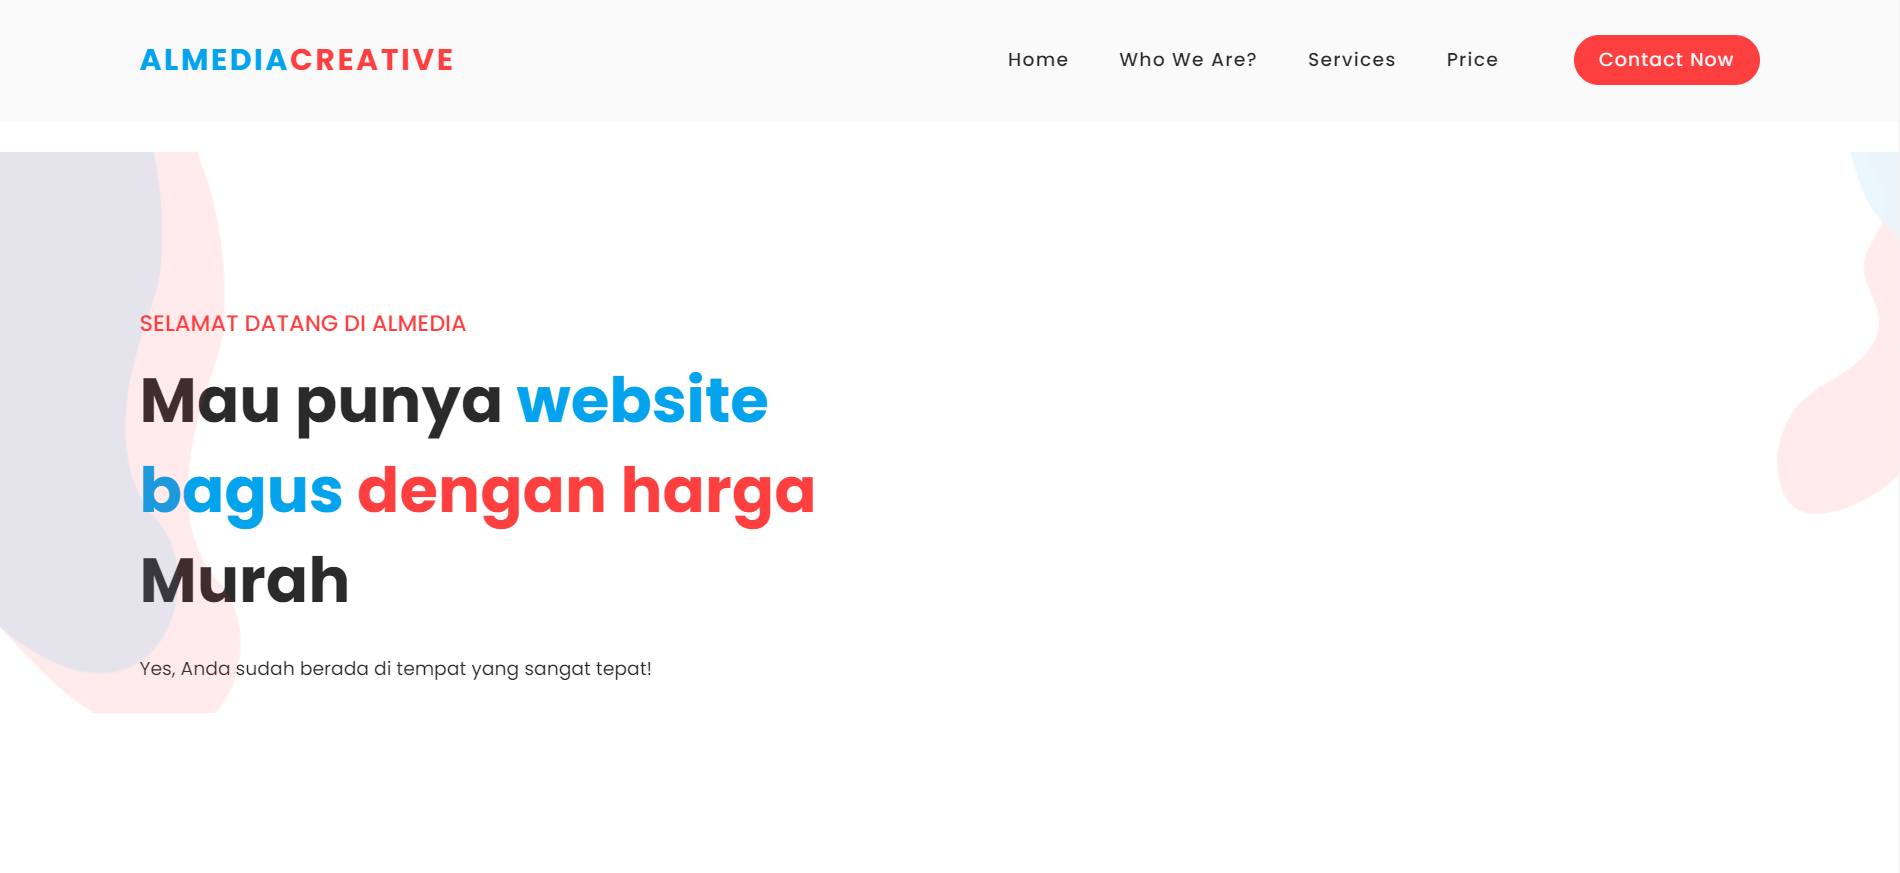 ALMEDIACREATIVE
Home Who We Are? Services Price Contact Now
SELAMAT DATANG DI ALMEDIA
Mau punya website
bagus dengan harga
Murah
Yes, Anda sudah berada di tempat yang sangat tepat!